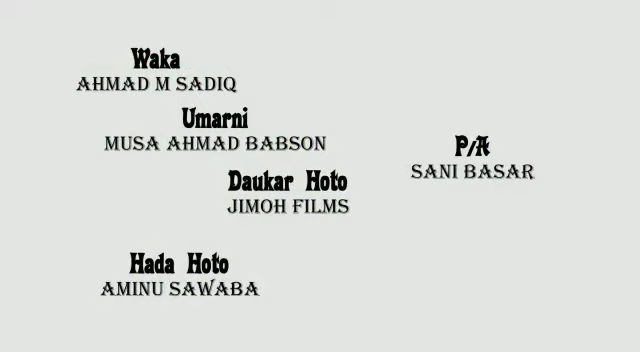 Waka
AHMAD M SADIQ
Umarni
MUSA AHMAD BABSON
P/A
SANI BASAR
Daukar Hoto
JIMOH FILMS
Hada Hoto
AMINU SAWABA